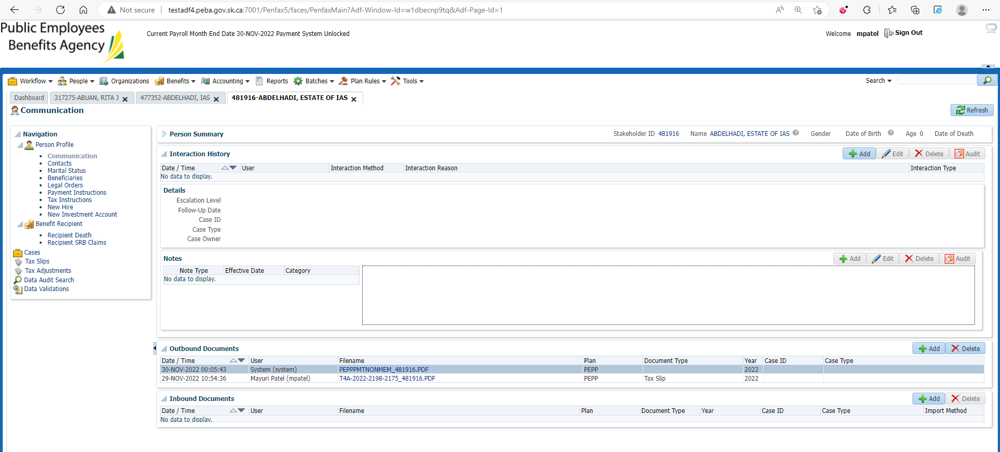 Not secure testadf4.peba.gov.sk.ca:7001/Penfax5/faces/PenfaxMain?Adf-Window-Id=w1dbecnp9tq&Adf-Page-Id=1
Public Employees
Benefits Agency
Current Payroll Month End Date 30-NOV-2022 Payment System Unlocked
Welcome mpatel Sign Out
Workflow People Organizations Benefits Accounting Reports Batches Plan Rules Tools Search
Dashboard 317275-ABUAN, RITA J 477352-ABDELHADI, IAS 481916-ABDELHADI, ESTATE OF IAS
Communication Refresh
Navigation
Person Profile
Communication
Contacts
Marital Status
Beneficiaries
Legal Orders
Payment Instructions
Tax Instructions
New Hire
New Investment Account
Benefit Recipient
Recipient Death
Recipient SRB Claims
Cases
Tax Slips
Tax Adjustments
Data Audit Search
Data Validations
Person Summary Stakeholder ID 481916 Name ABDELHADI, ESTATE OF IAS Gender Date of Birth Age 0 Date of Death
Interaction History Add Edit Delete Audit
Date / Time User Interaction Method Interaction Reason Interaction Type
No data to display.
Details
Escalation Level
Follow-Up Date
Case ID
Case Type
Case Owner
Notes Add Edit Delete Audit
Note Type Effective Date Category
No data to display.
Outbound Documents Add Delete
Date / Time User Filename Plan Document Type Year Case ID Case Type
30-NOV-2022 00:05:43 System (system) PEPPPMTNONMEM_481916.PDF PEPP 2022
29-NOV-2022 10:54:36 Mayuri Patel (mpatel) T4A-2022-2198-2175_481916.PDF PEPP Tax Slip 2022
Inbound Documents Add Delete
Date / Time User Filename Plan Document Type Year Case ID Case Type Import Method
No data to display.